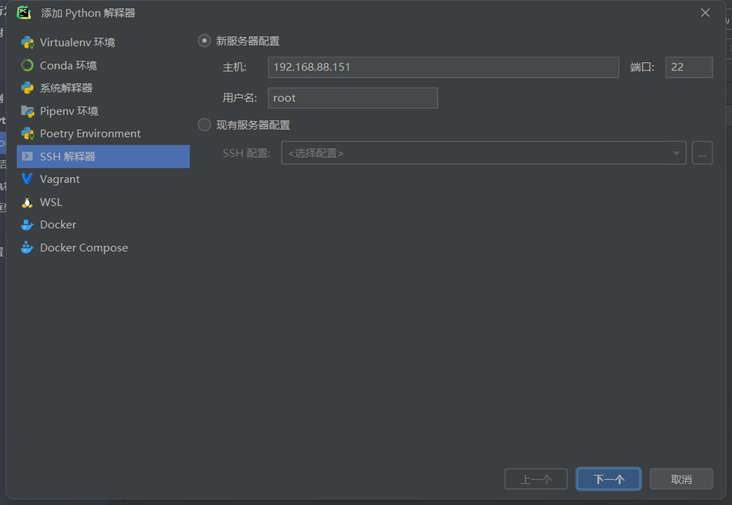 添加 Python 解释器
Virtualenv 环境
Conda 环境
系统解释器
Pipenv 环境
Poetry Environment
SSH 解释器
Vagrant
WSL
Docker
Docker Compose
新服务器配置
主机: 192.168.88.151 端口: 22
用户名: root
现有服务器配置
SSH 配置: <选择配置> ...
上一个 下一个 取消